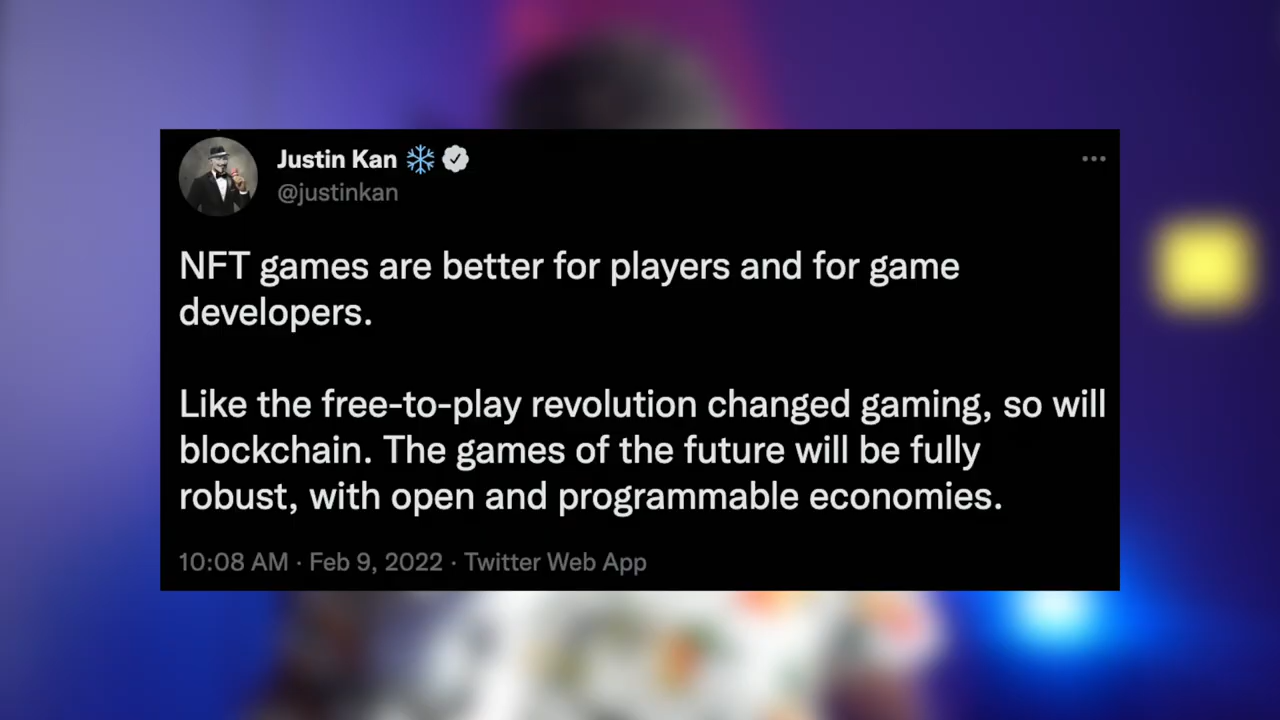 Justin Kan ❄️
@justinkan
NFT games are better for players and for game
developers.
Like the free-to-play revolution changed gaming, so will
blockchain. The games of the future will be fully
robust, with open and programmable economies.
10:08 AM · Feb 9, 2022 · Twitter Web App